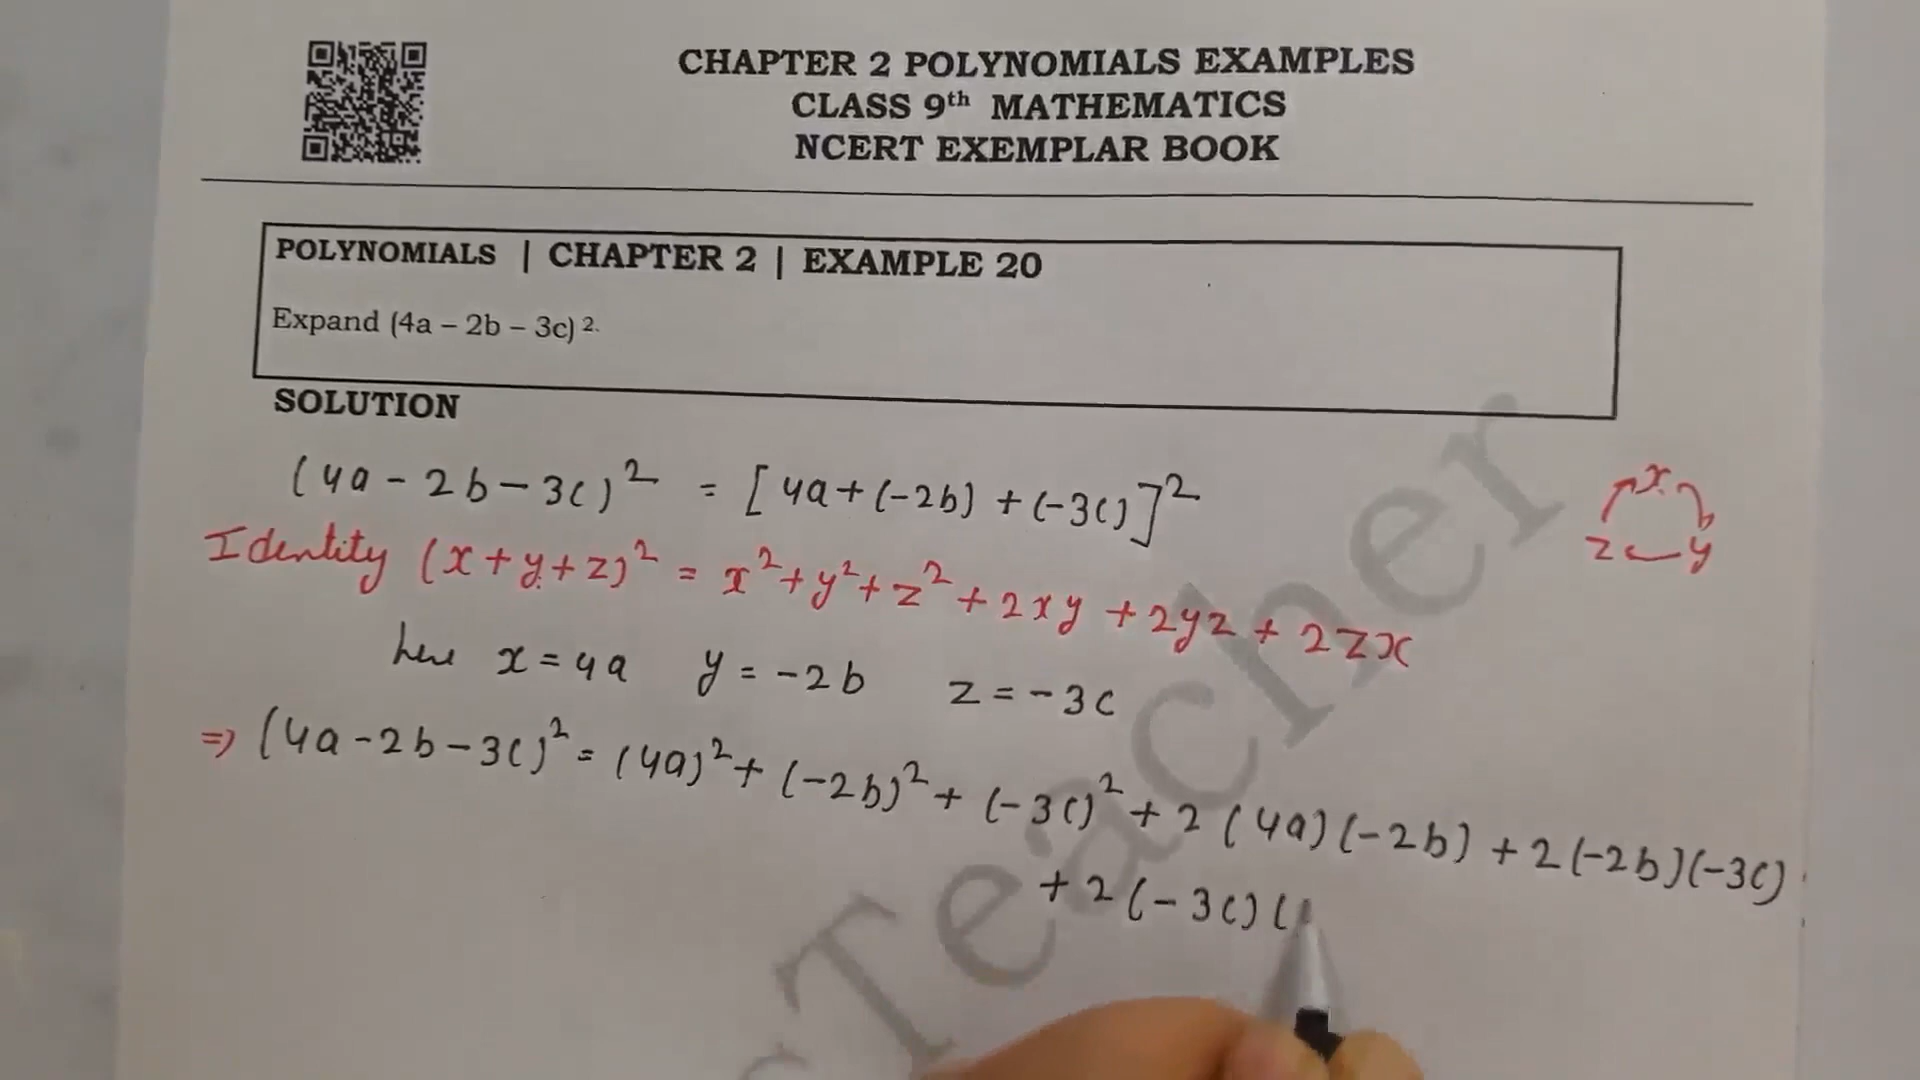 CHAPTER 2 POLYNOMIALS EXAMPLES
CLASS 9th MATHEMATICS
NCERT EXEMPLAR BOOK
POLYNOMIALS | CHAPTER 2 | EXAMPLE 20
Expand (4a – 2b – 3c) 2.
SOLUTION
(4a - 2b - 3c)² = [4a + (-2b) + (-3c)]²
x
z y
Identity (x + y + z)² = x² + y² + z² + 2xy + 2yz + 2zx
here x = 4a y = -2b z = -3c
⇒ (4a - 2b - 3c)² = (4a)² + (-2b)² + (-3c)² + 2 (4a) (-2b) + 2 (-2b) (-3c)
+ 2 (-3c) (
Teacher